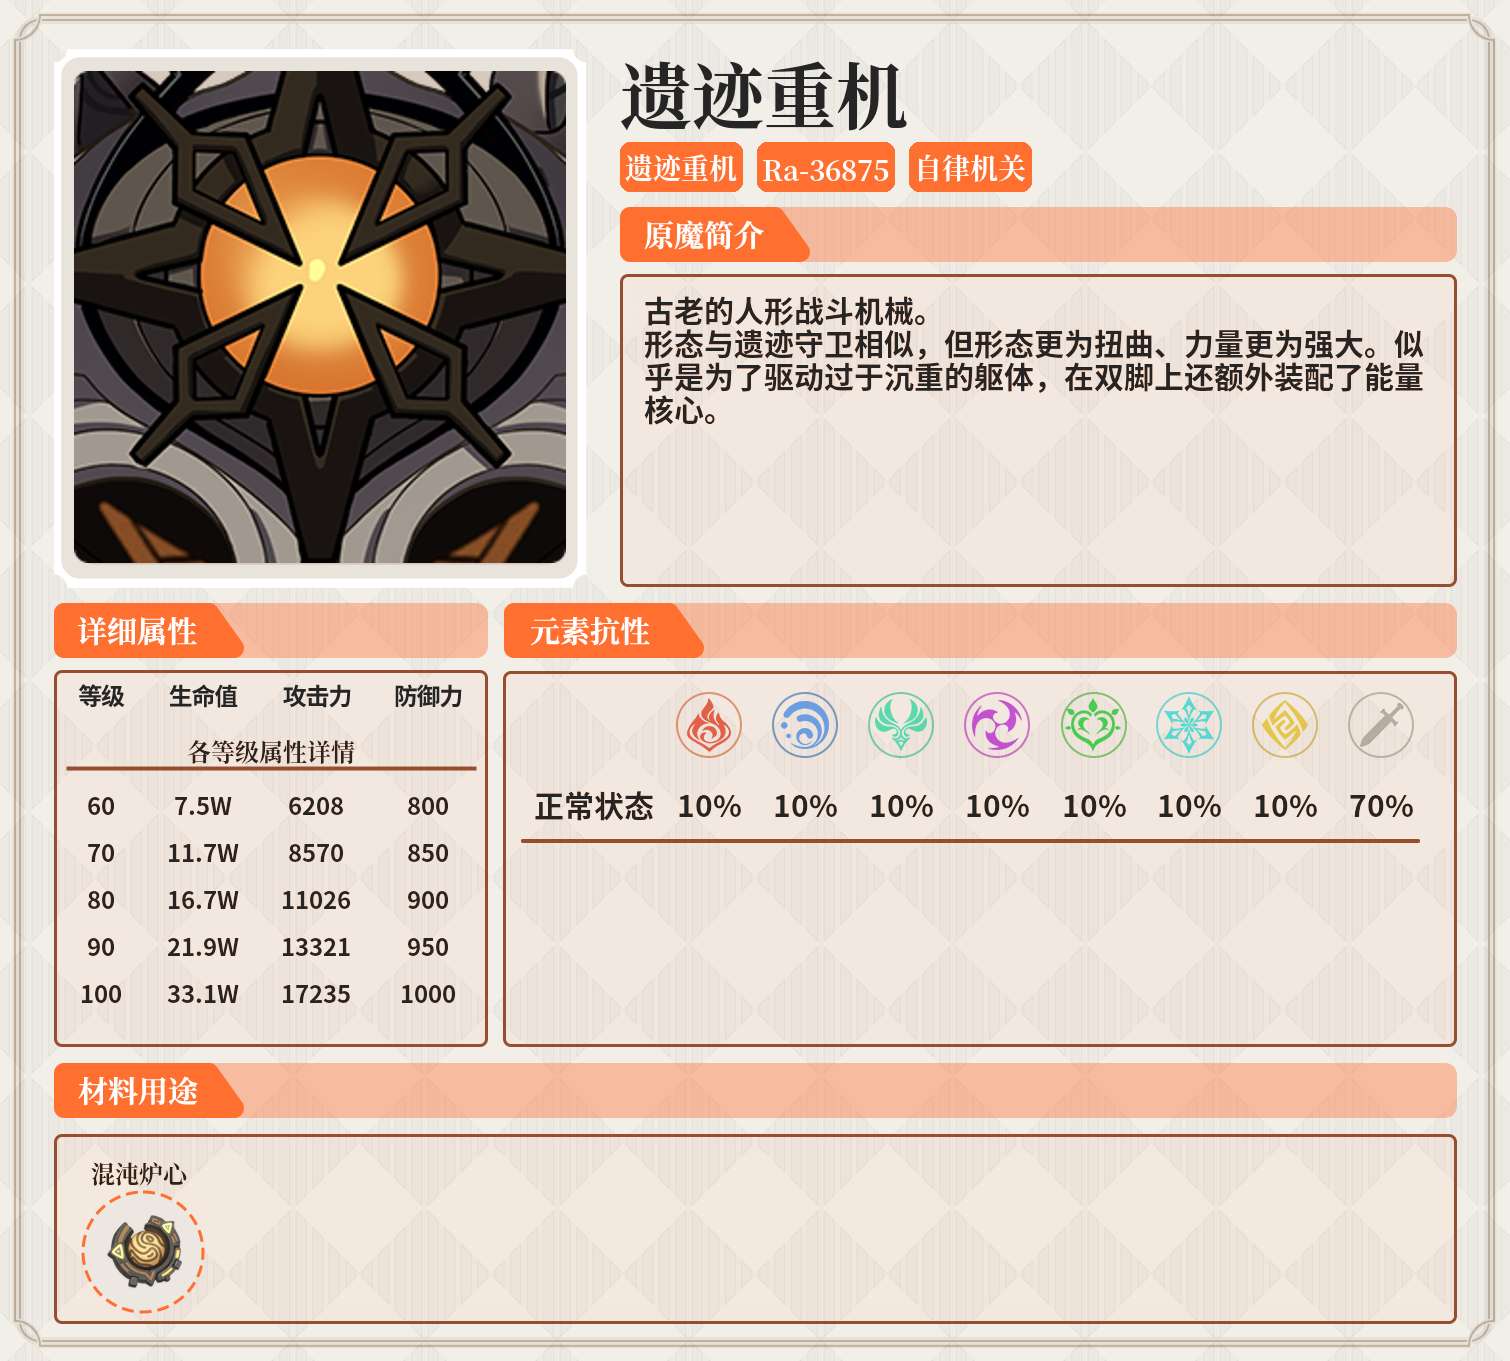 遗迹重机
遗迹重机 Ra-36875 自律机关
原魔简介
古老的人形战斗机械。
形态与遗迹守卫相似，但形态更为扭曲、力量更为强大。似
乎是为了驱动过于沉重的躯体，在双脚上还额外装配了能量
核心。
详细属性
等级 生命值 攻击力 防御力
各等级属性详情
60 7.5W 6208 800
70 11.7W 8570 850
80 16.7W 11026 900
90 21.9W 13321 950
100 33.1W 17235 1000
元素抗性
正常状态 10% 10% 10% 10% 10% 10% 10% 70%
材料用途
混沌炉心